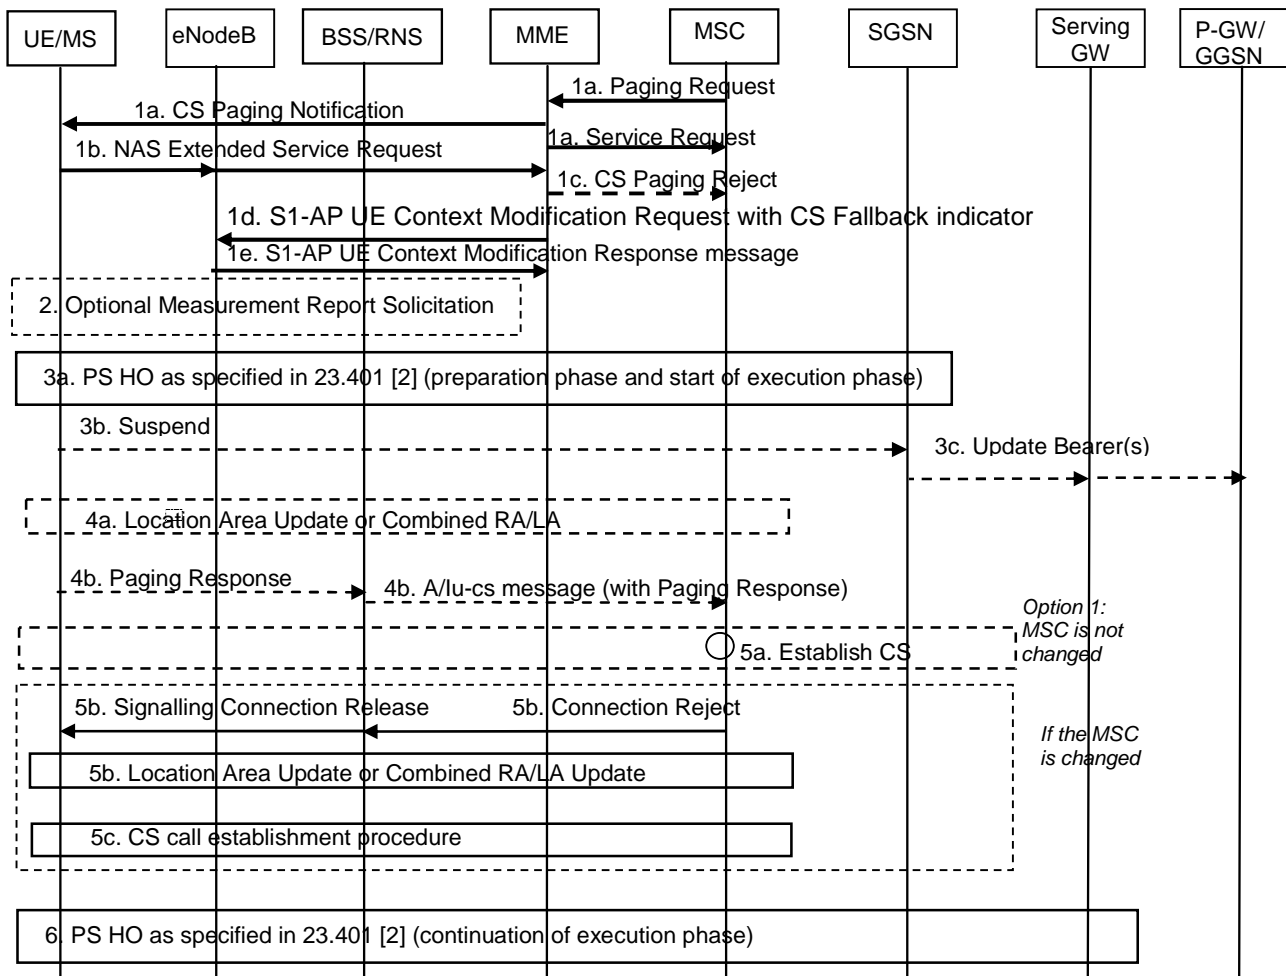 UE/MS
eNodeB
BSS/RNS
MME
MSC
SGSN
Serving
GW
P-GW/
GGSN
1a. Paging Request
1a. CS Paging Notification
1a. Service Request
1b. NAS Extended Service Request
1c. CS Paging Reject
1d. S1-AP UE Context Modification Request with CS Fallback indicator
1e. S1-AP UE Context Modification Response message
2. Optional Measurement Report Solicitation
3a. PS HO as specified in 23.401 [2] (preparation phase and start of execution phase)
3b. Suspend
3c. Update Bearer(s)
4a. Location Area Update or Combined RA/LA
4b. Paging Response
4b. A/Iu-cs message (with Paging Response)
Option 1:
MSC is not
changed
5a. Establish CS
5b. Signalling Connection Release
5b. Connection Reject
If the MSC
is changed
5b. Location Area Update or Combined RA/LA Update
5c. CS call establishment procedure
6. PS HO as specified in 23.401 [2] (continuation of execution phase)